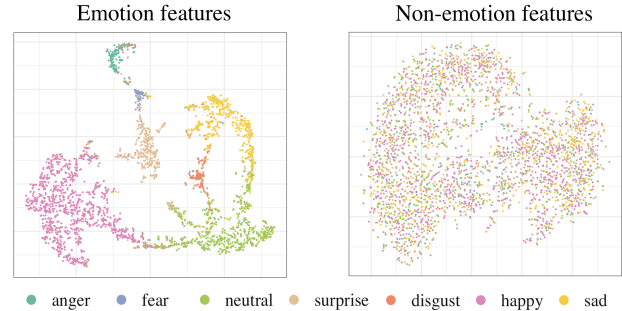 Emotion features
Non-emotion features
anger fear neutral surprise disgust happy sad